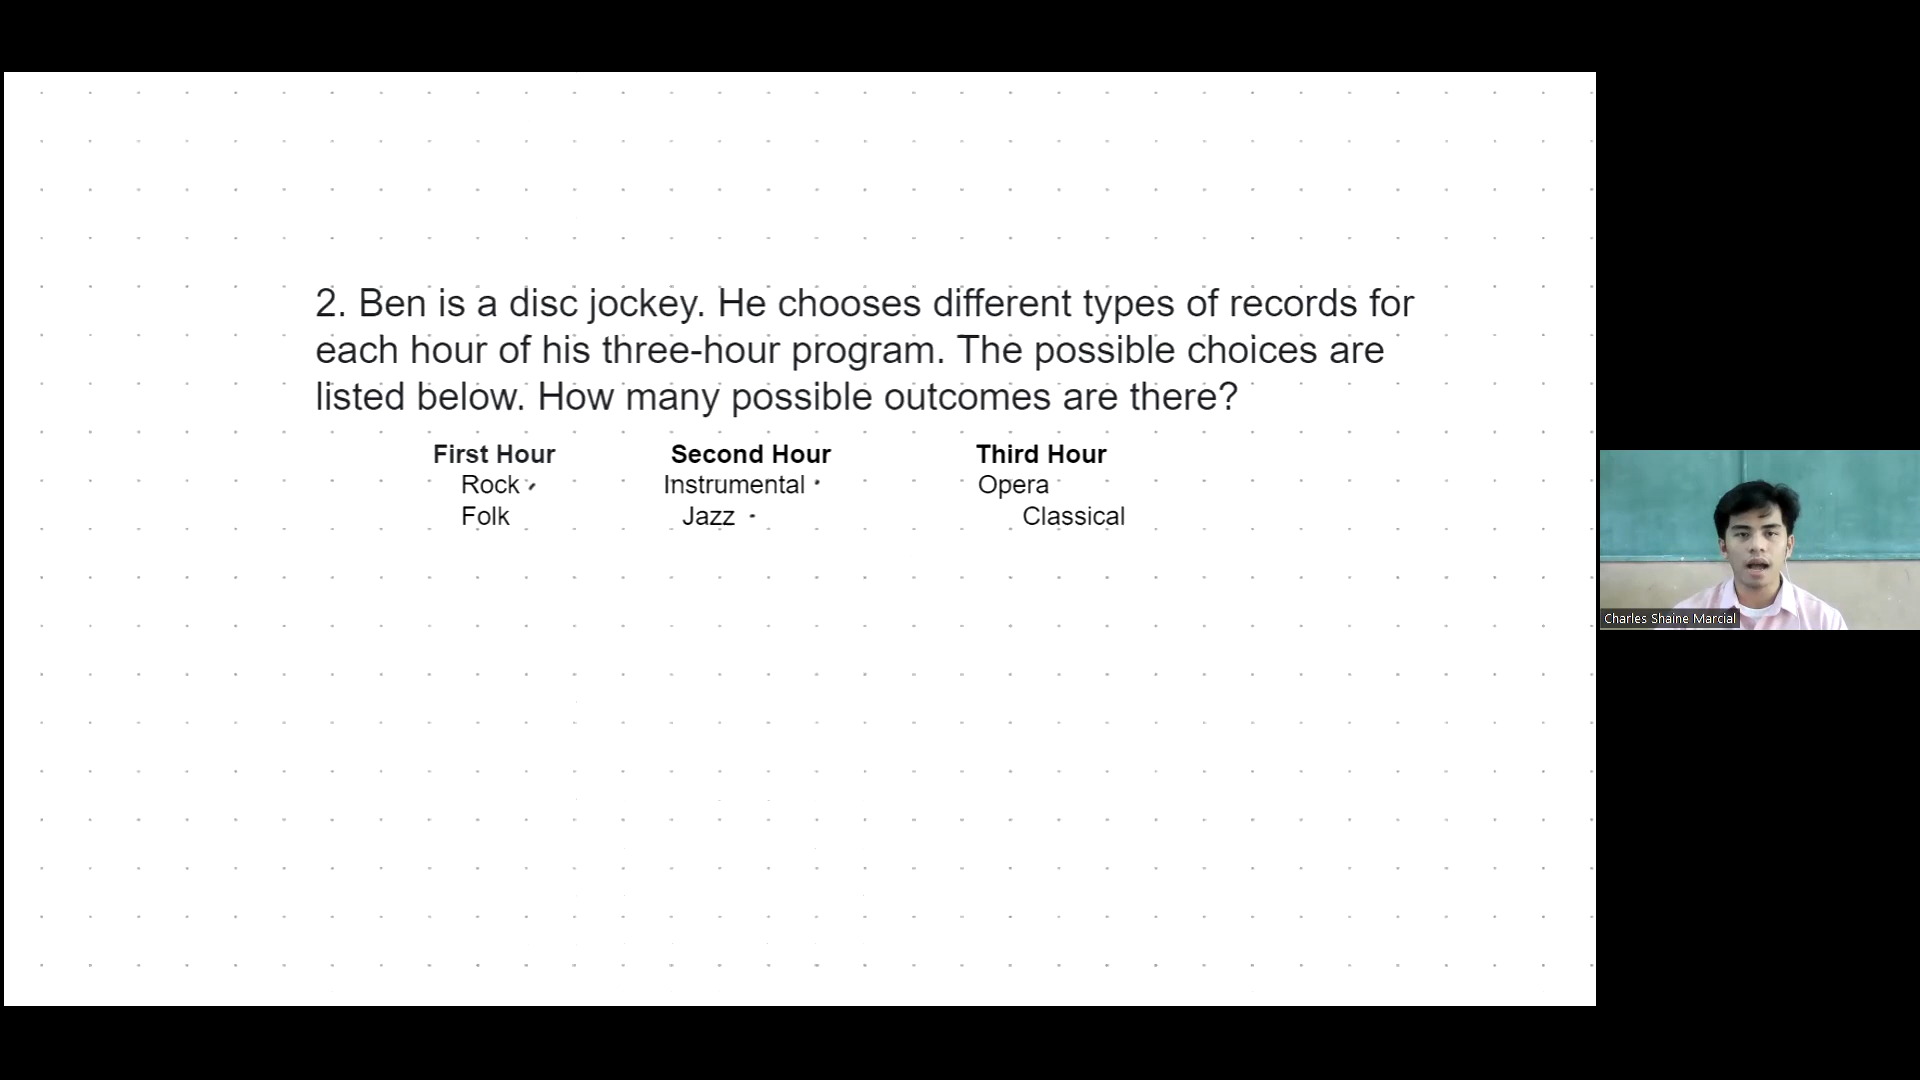 2. Ben is a disc jockey. He chooses different types of records for
each hour of his three-hour program. The possible choices are
listed below. How many possible outcomes are there?
First Hour Second Hour Third Hour
Rock Instrumental Opera
Folk Jazz Classical
Charles Shaine Marcial